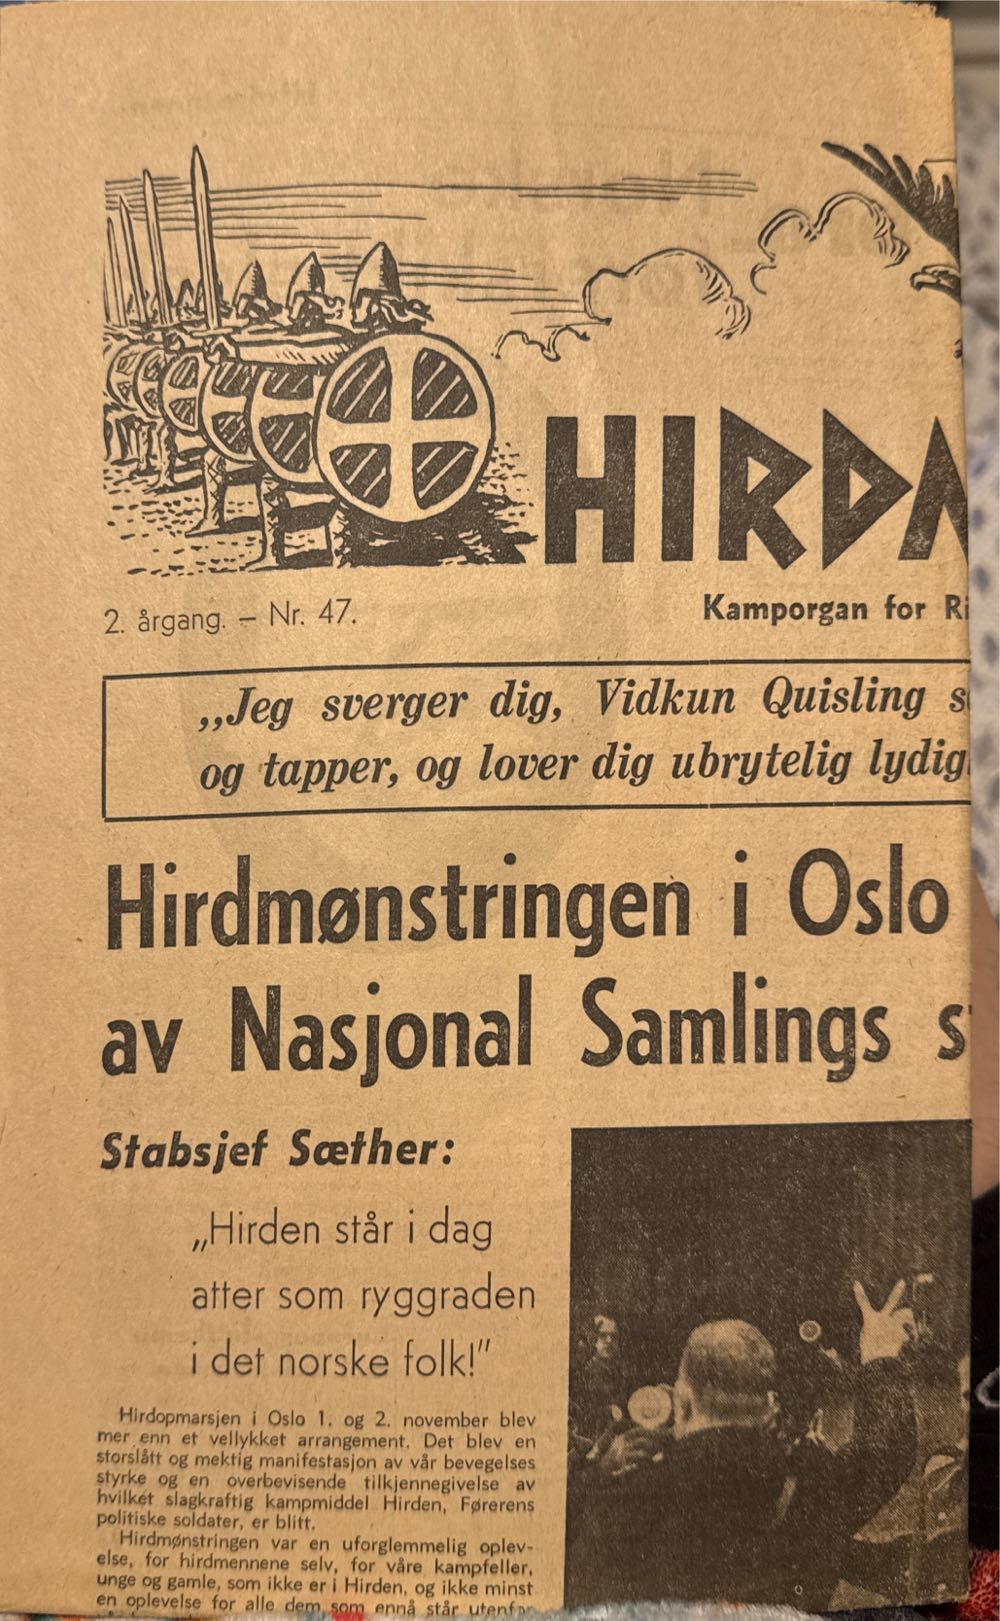 HIRDM
2. årgang. – Nr. 47.
Kamporgan for Ri
„Jeg sverger dig, Vidkun Quisling s
og tapper, og lover dig ubrytelig lydig
Hirdmønstringen i Oslo
av Nasjonal Samlings s
Stabsjef Sæther:
„Hirden står i dag
atter som ryggraden
i det norske folk!"
Hirdopmarsjen i Oslo 1. og 2. november blev
mer enn et vellykket arrangement. Det blev en
storslått og mektig manifestasjon av vår bevegelses
styrke og en overbevisende tilkjennegivelse av
hvilket slagkraftig kampmiddel Hirden, Førerens
politiske soldater, er blitt.
Hirdmønstringen var en uforglemmelig oplev-
else, for hirdmennene selv, for våre kampfeller,
unge og gamle, som ikke er i Hirden, og ikke minst
en oplevelse for alle dem som ennå står utenfor